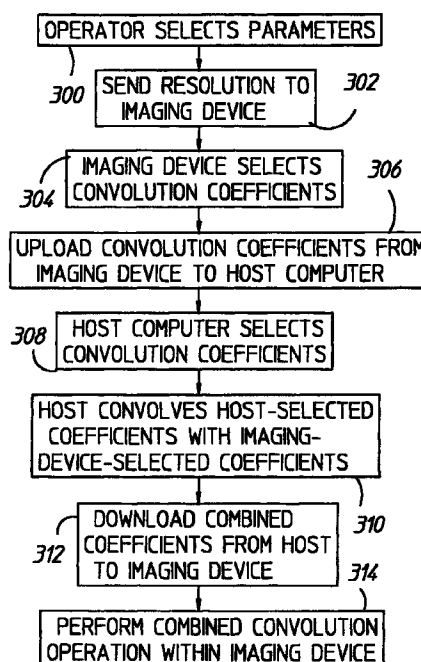 OPERATOR SELECTS PARAMETERS
300
SEND RESOLUTION TO
IMAGING DEVICE
302
IMAGING DEVICE SELECTS
CONVOLUTION COEFFICIENTS
304
306
UPLOAD CONVOLUTION COEFFICIENTS FROM
IMAGING DEVICE TO HOST COMPUTER
HOST COMPUTER SELECTS
CONVOLUTION COEFFICIENTS
308
HOST CONVOLVES HOST-SELECTED
COEFFICIENTS WITH IMAGING-
DEVICE-SELECTED COEFFICIENTS
310
DOWNLOAD COMBINED
COEFFICIENTS FROM HOST
TO IMAGING DEVICE
312
314
PERFORM COMBINED CONVOLUTION
OPERATION WITHIN IMAGING DEVICE